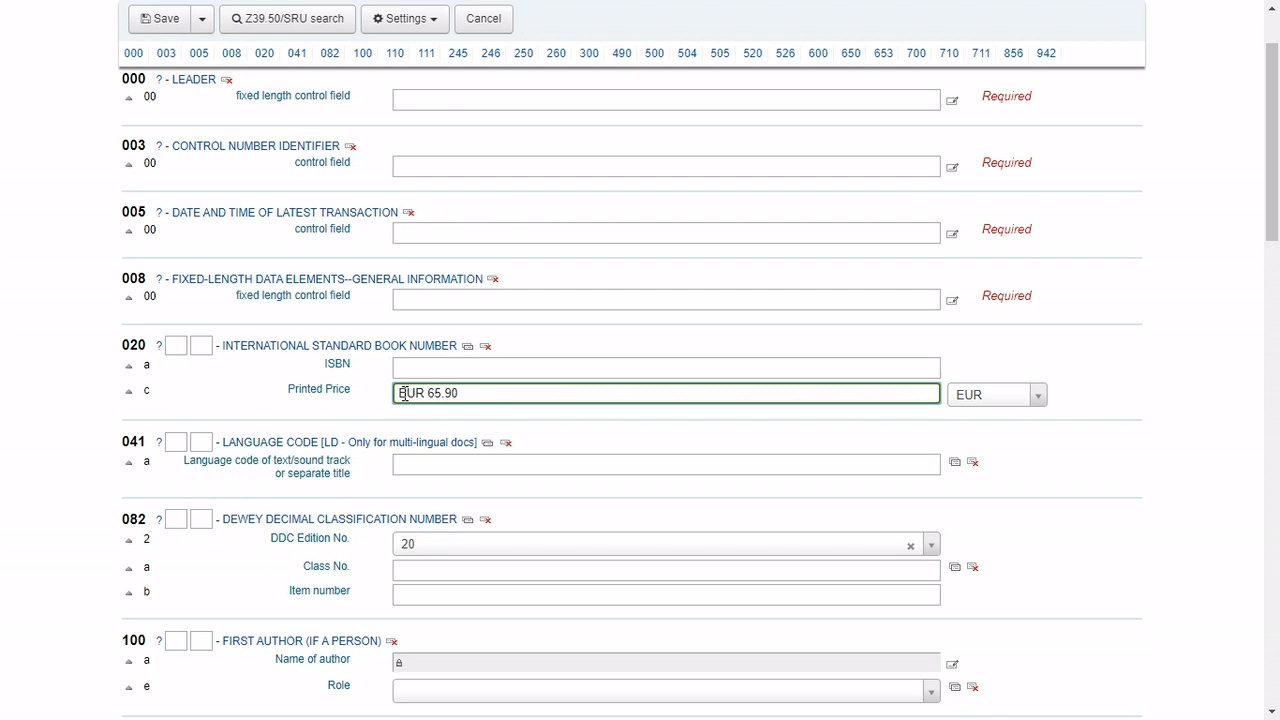 Save Z39.50/SRU search Settings Cancel
000 003 005 008 020 041 082 100 110 111 245 246 250 260 300 490 500 504 505 520 526 600 650 653 700 710 711 856 942
000 ? - LEADER
00 fixed length control field Required
003 ? - CONTROL NUMBER IDENTIFIER
00 control field Required
005 ? - DATE AND TIME OF LATEST TRANSACTION
00 control field Required
008 ? - FIXED-LENGTH DATA ELEMENTS--GENERAL INFORMATION
00 fixed length control field Required
020 ? - INTERNATIONAL STANDARD BOOK NUMBER
a ISBN
c Printed Price EUR 65.90 EUR
041 ? - LANGUAGE CODE [LD - Only for multi-lingual docs]
a Language code of text/sound track
or separate title
082 ? - DEWEY DECIMAL CLASSIFICATION NUMBER
2 DDC Edition No. 20
a Class No.
b Item number
100 ? - FIRST AUTHOR (IF A PERSON)
a Name of author
e Role